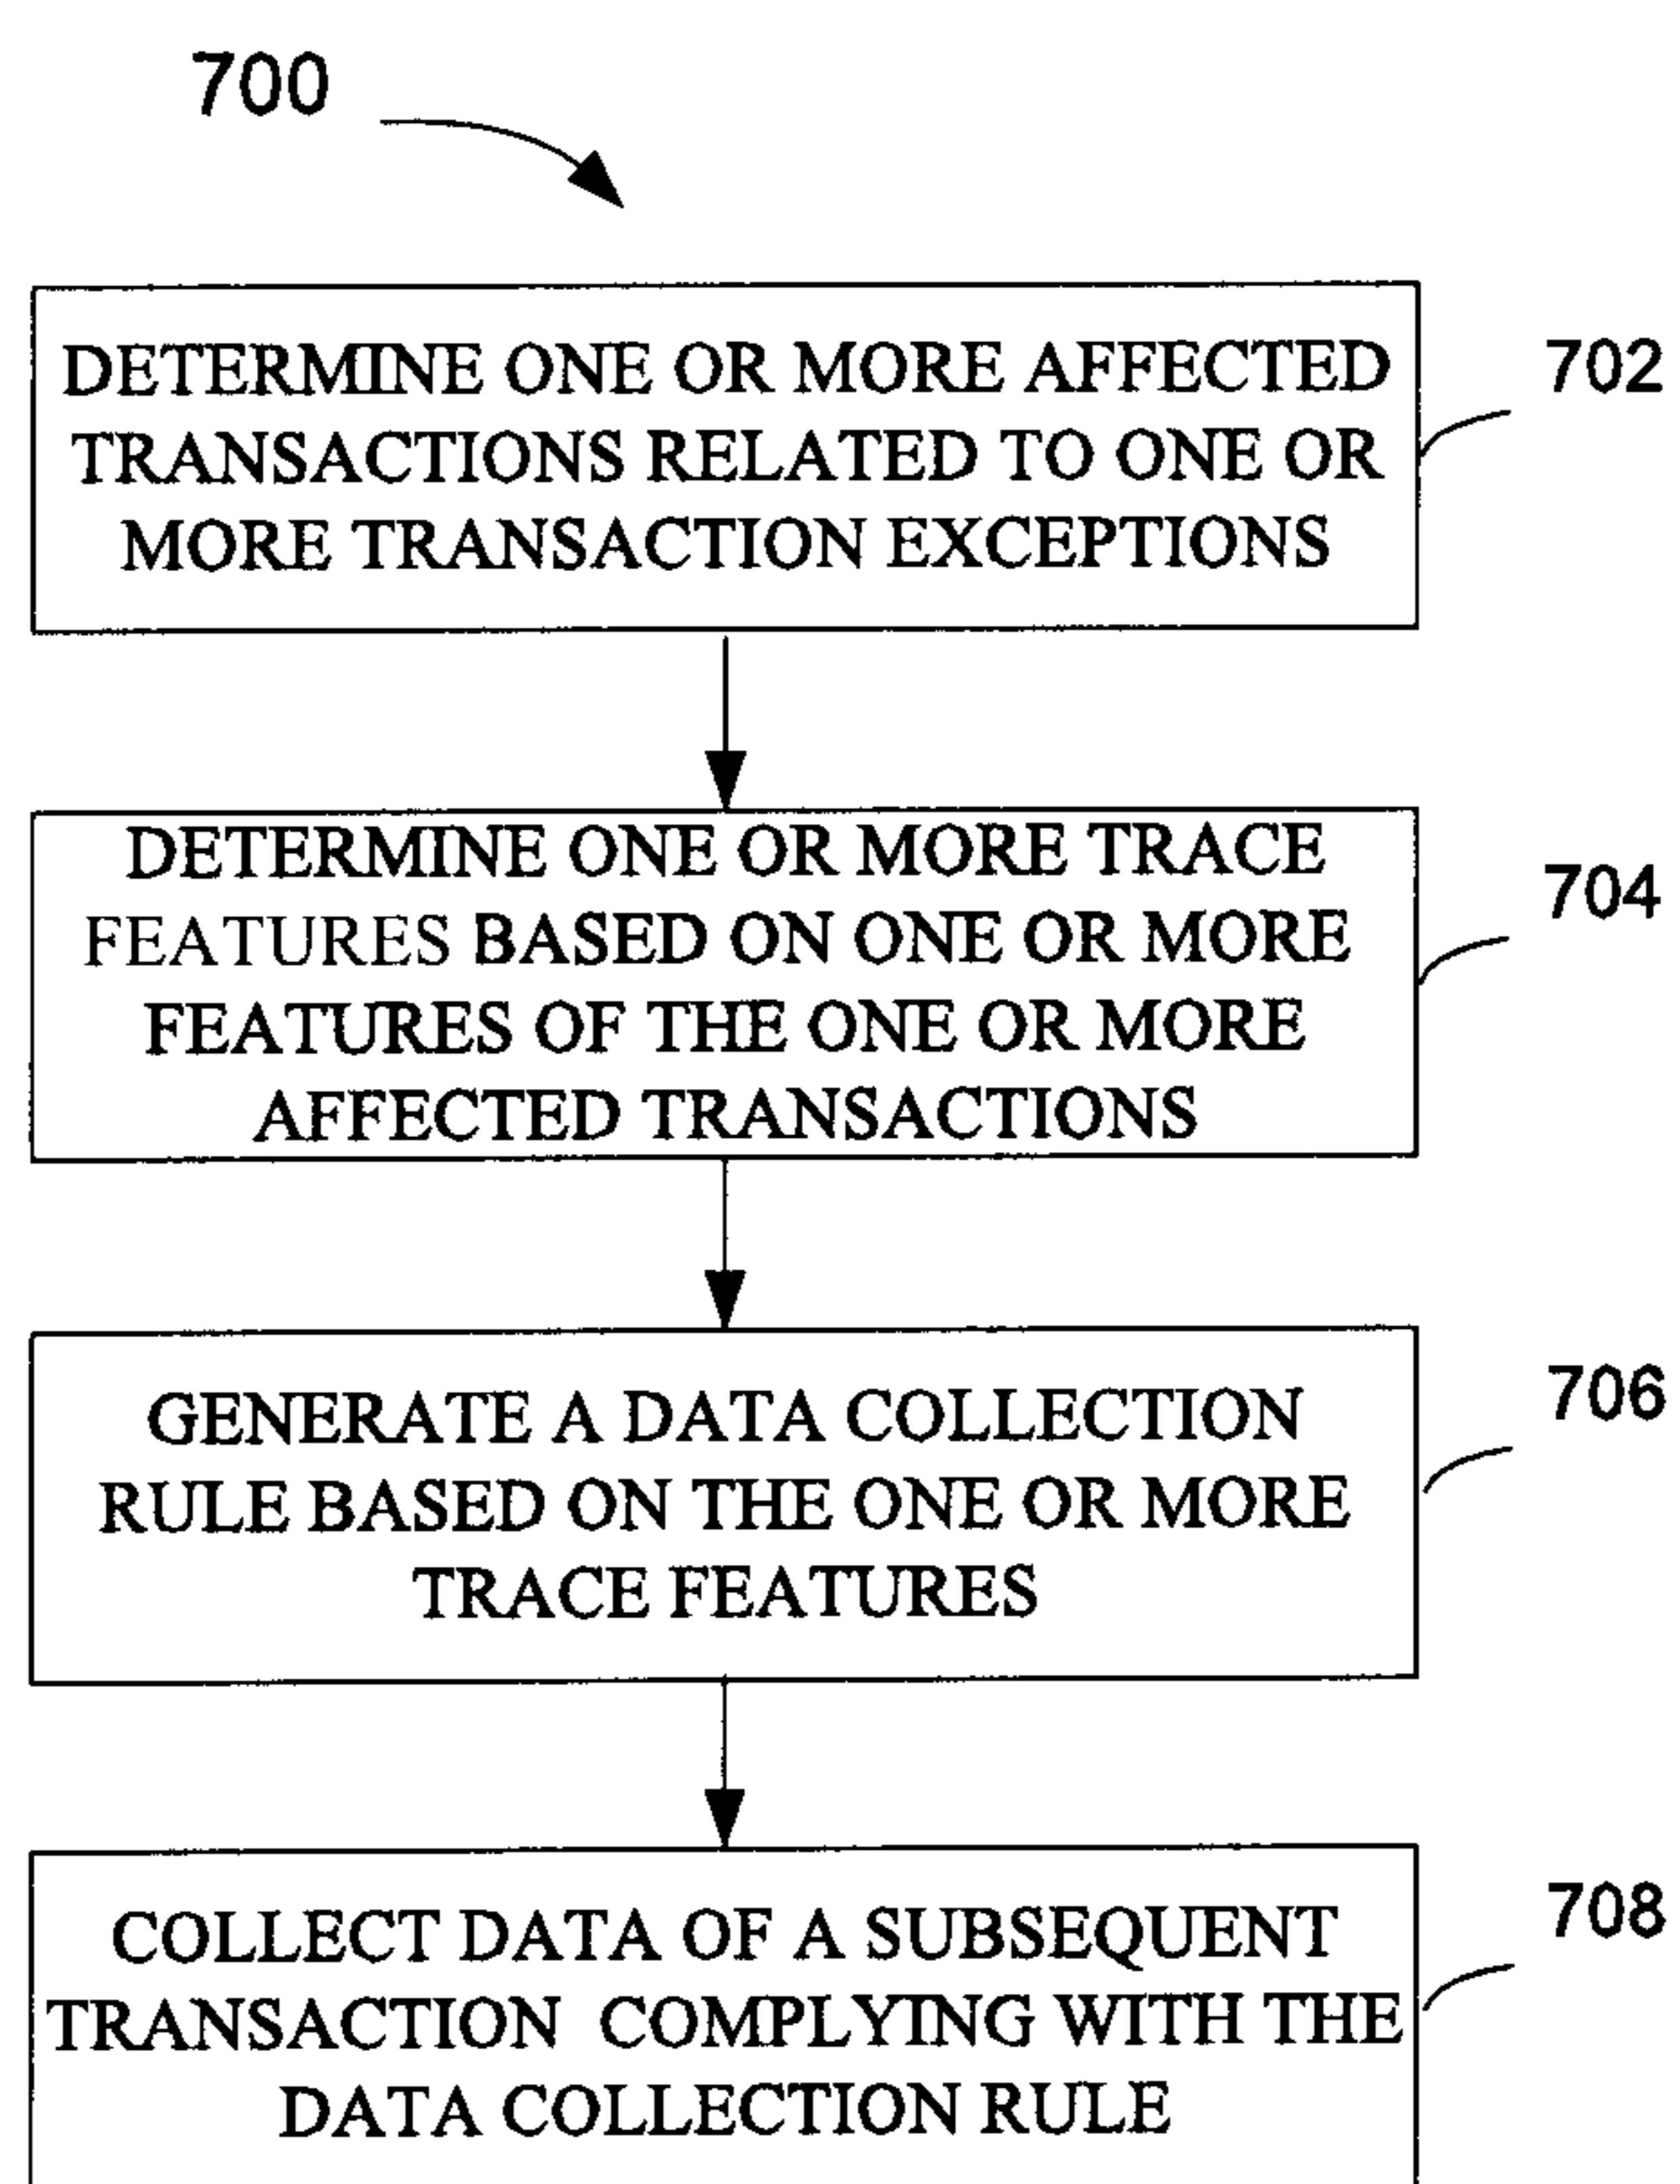 700
DETERMINE ONE OR MORE AFFECTED
TRANSACTIONS RELATED TO ONE OR
MORE TRANSACTION EXCEPTIONS
702
DETERMINE ONE OR MORE TRACE
FEATURES BASED ON ONE OR MORE
FEATURES OF THE ONE OR MORE
AFFECTED TRANSACTIONS
704
GENERATE A DATA COLLECTION
RULE BASED ON THE ONE OR MORE
TRACE FEATURES
706
COLLECT DATA OF A SUBSEQUENT
TRANSACTION COMPLYING WITH THE
DATA COLLECTION RULE
708